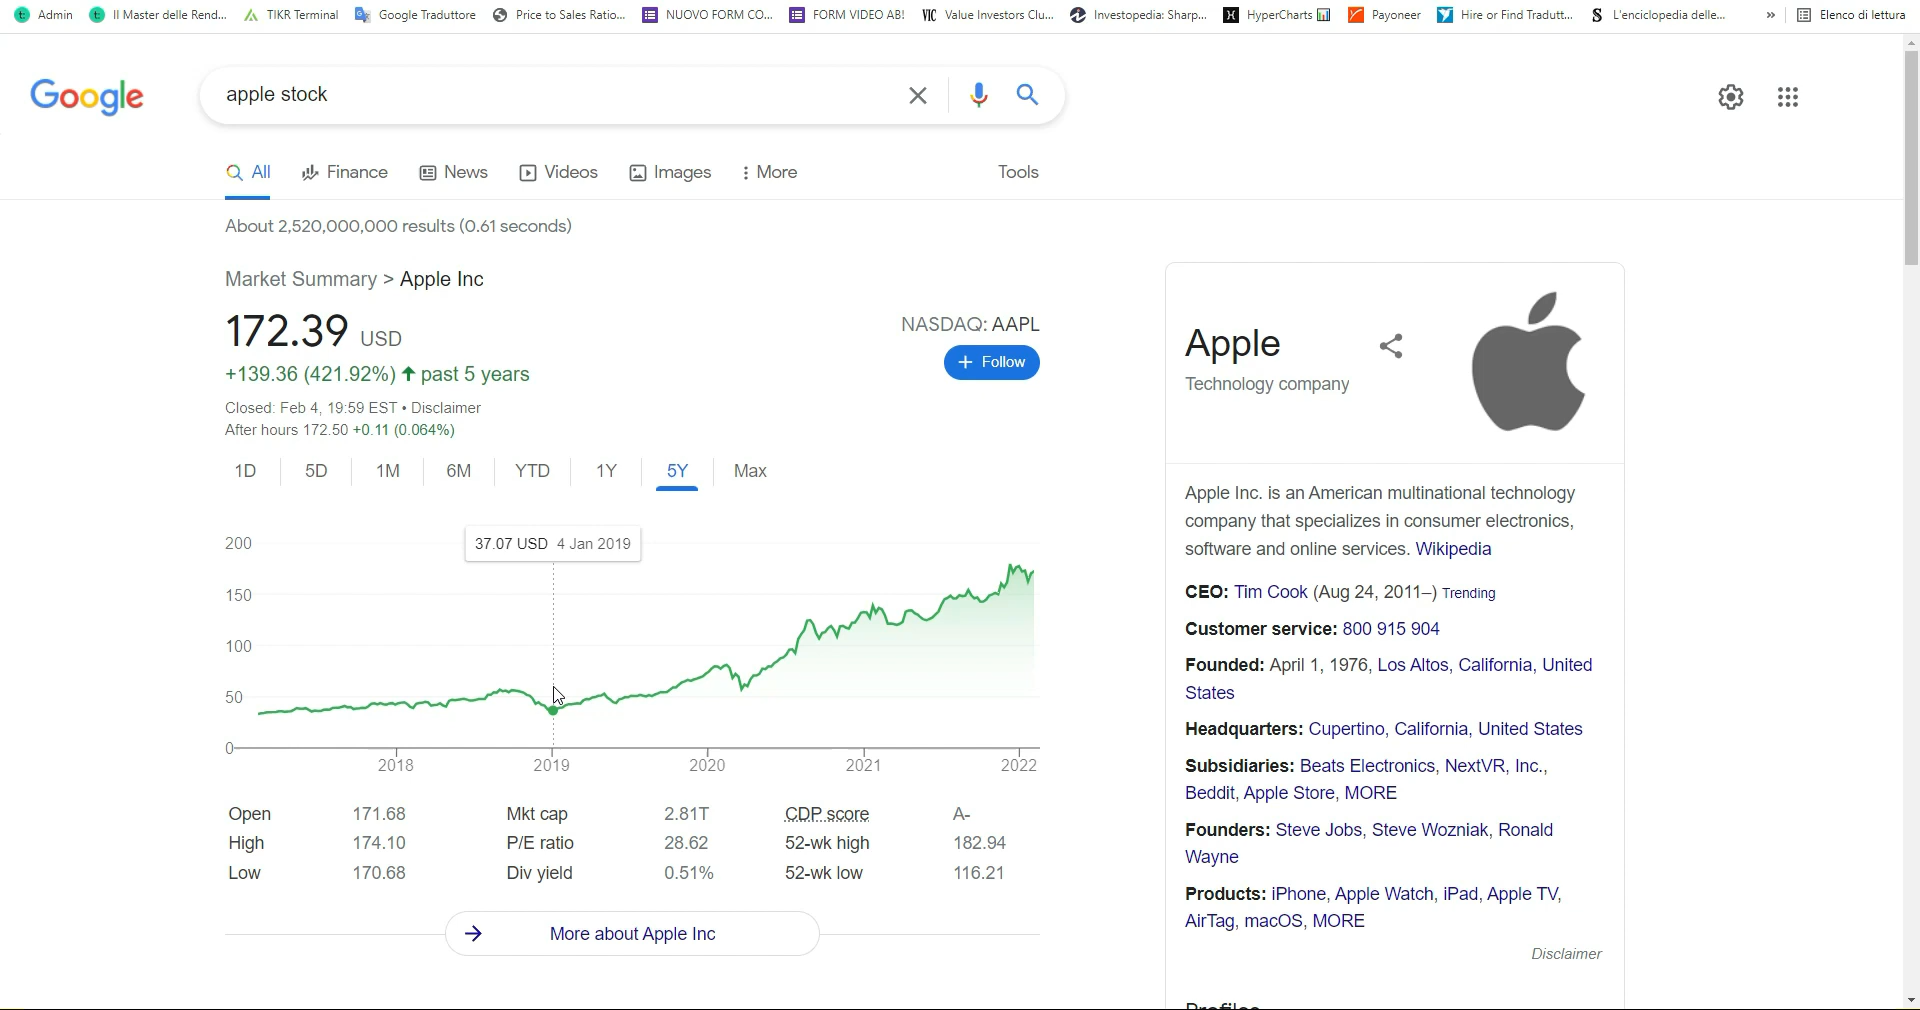 Admin Il Master delle Rend... TIKR Terminal Google Traduttore Price to Sales Ratio... NUOVO FORM CO... FORM VIDEO AB! VIC Value Investors Clu... Investopedia: Sharp... HyperCharts Payoneer Hire or Find Tradutt... S L'enciclopedia delle... » Elenco di lettura
Google
apple stock
All Finance News Videos Images More Tools
About 2,520,000,000 results (0.61 seconds)
Market Summary > Apple Inc
172.39 USD
NASDAQ: AAPL
+ Follow
+139.36 (421.92%) ↑ past 5 years
Closed: Feb 4, 19:59 EST • Disclaimer
After hours 172.50 +0.11 (0.064%)
1D 5D 1M 6M YTD 1Y 5Y Max
37.07 USD 4 Jan 2019
200
150
100
50
0
2018 2019 2020 2021 2022
Open 171.68 Mkt cap 2.81T CDP score A-
High 174.10 P/E ratio 28.62 52-wk high 182.94
Low 170.68 Div yield 0.51% 52-wk low 116.21
→ More about Apple Inc
Apple
Technology company
Apple Inc. is an American multinational technology
company that specializes in consumer electronics,
software and online services. Wikipedia
CEO: Tim Cook (Aug 24, 2011–) Trending
Customer service: 800 915 904
Founded: April 1, 1976, Los Altos, California, United
States
Headquarters: Cupertino, California, United States
Subsidiaries: Beats Electronics, NextVR, Inc.,
Beddit, Apple Store, MORE
Founders: Steve Jobs, Steve Wozniak, Ronald
Wayne
Products: iPhone, Apple Watch, iPad, Apple TV,
AirTag, macOS, MORE
Disclaimer